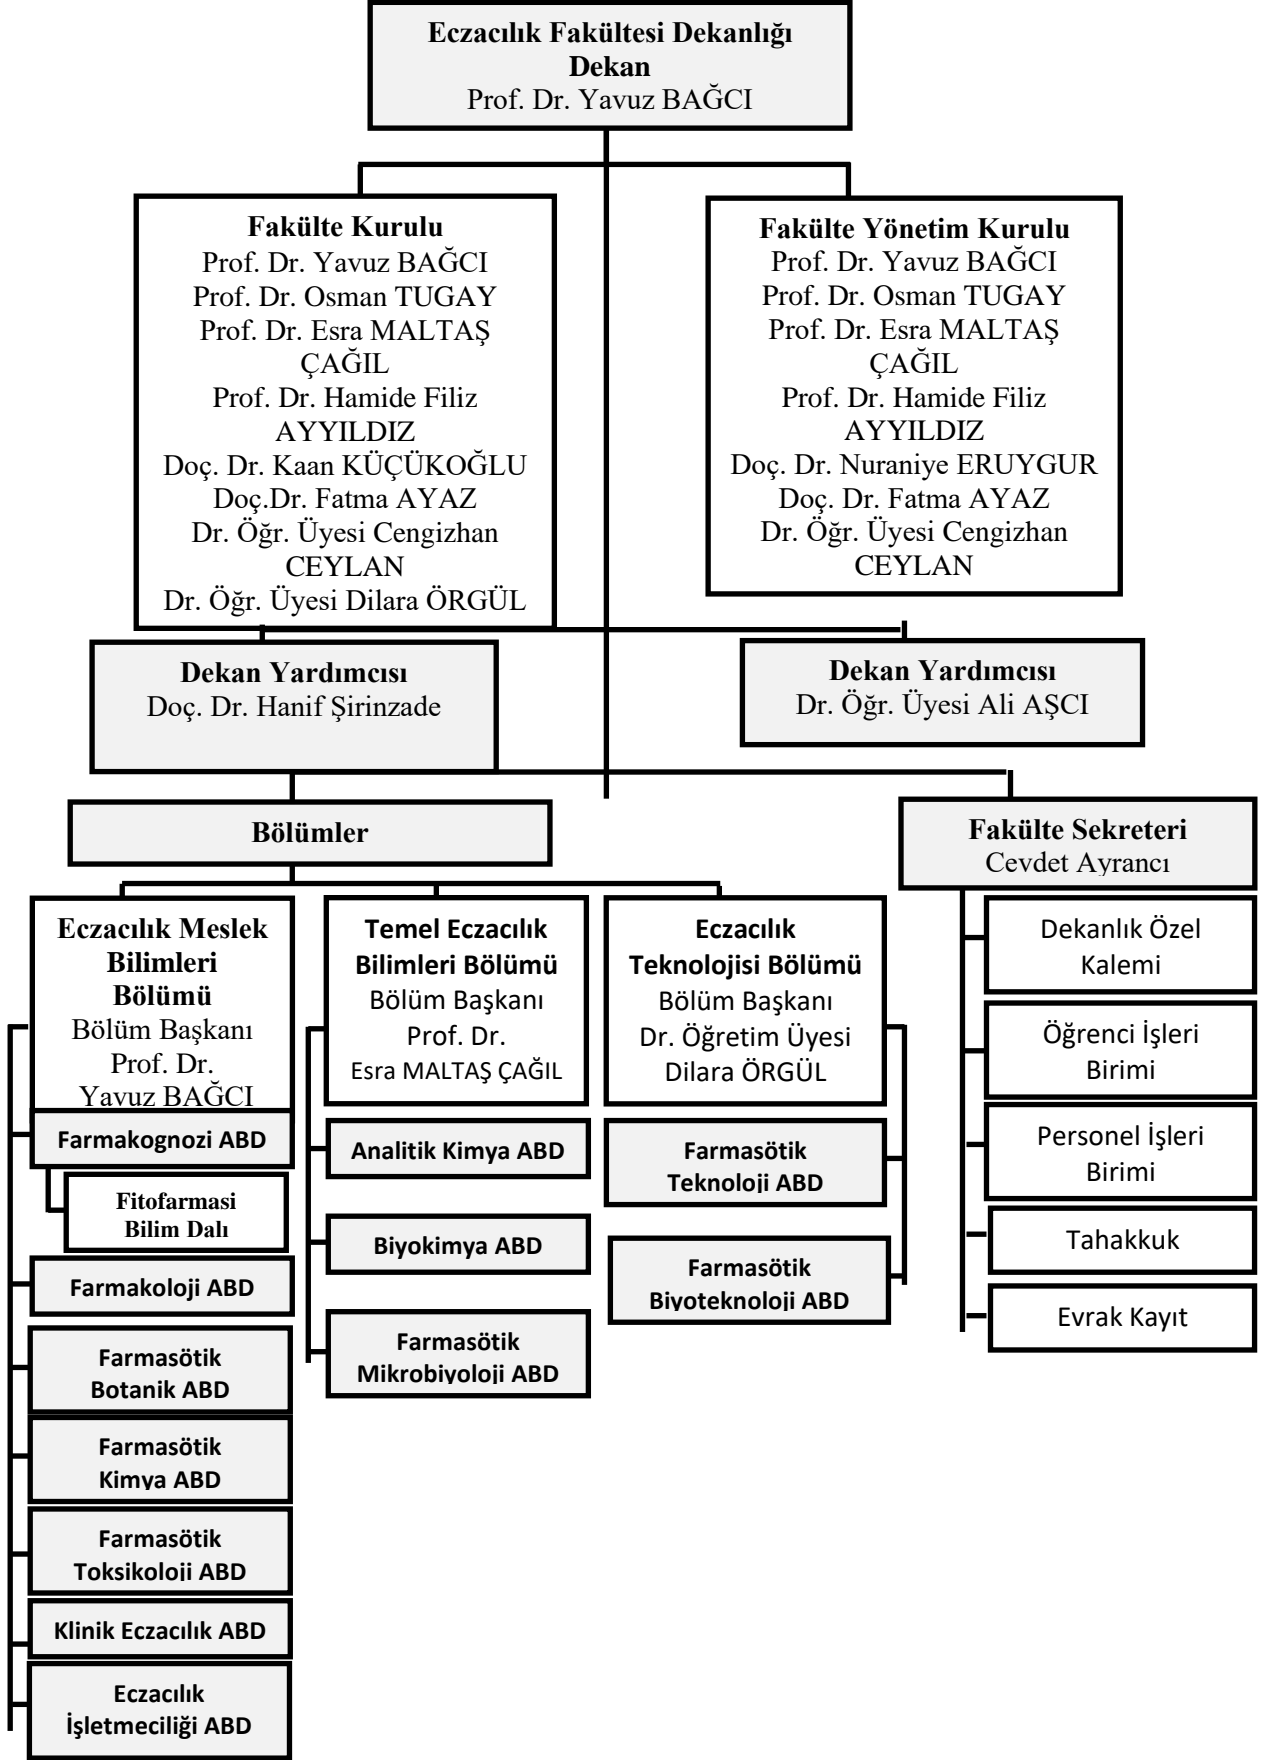 Eczacılık Fakültesi Dekanlığı
Dekan
Prof. Dr. Yavuz BAĞCI
Fakülte Kurulu
Prof. Dr. Yavuz BAĞCI
Prof. Dr. Osman TUGAY
Prof. Dr. Esra MALTAŞ
ÇAĞIL
Prof. Dr. Hamide Filiz
AYYILDIZ
Doç. Dr. Kaan KÜÇÜKOĞLU
Doç.Dr. Fatma AYAZ
Dr. Öğr. Üyesi Cengizhan
CEYLAN
Dr. Öğr. Üyesi Dilara ÖRGÜL
Fakülte Yönetim Kurulu
Prof. Dr. Yavuz BAĞCI
Prof. Dr. Osman TUGAY
Prof. Dr. Esra MALTAŞ
ÇAĞIL
Prof. Dr. Hamide Filiz
AYYILDIZ
Doç. Dr. Nuraniye ERUYGUR
Doç. Dr. Fatma AYAZ
Dr. Öğr. Üyesi Cengizhan
CEYLAN
Dekan Yardımcısı
Doç. Dr. Hanif Şirinzade
Dekan Yardımcısı
Dr. Öğr. Üyesi Ali AŞCI
Bölümler
Fakülte Sekreteri
Cevdet Ayrancı
Eczacılık Meslek
Bilimleri
Bölümü
Bölüm Başkanı
Prof. Dr.
Yavuz BAĞCI
Farmakognozi ABD
Fitofarmasi
Bilim Dalı
Farmakoloji ABD
Farmasötik
Botanik ABD
Farmasötik
Kimya ABD
Farmasötik
Toksikoloji ABD
Klinik Eczacılık ABD
Eczacılık
İşletmeciliği ABD
Temel Eczacılık
Bilimleri Bölümü
Bölüm Başkanı
Prof. Dr.
Esra MALTAŞ ÇAĞIL
Analitik Kimya ABD
Biyokimya ABD
Farmasötik
Mikrobiyoloji ABD
Eczacılık
Teknolojisi Bölümü
Bölüm Başkanı
Dr. Öğretim Üyesi
Dilara ÖRGÜL
Farmasötik
Teknoloji ABD
Farmasötik
Biyoteknoloji ABD
Dekanlık Özel
Kalemi
Öğrenci İşleri
Birimi
Personel İşleri
Birimi
Tahakkuk
Evrak Kayıt